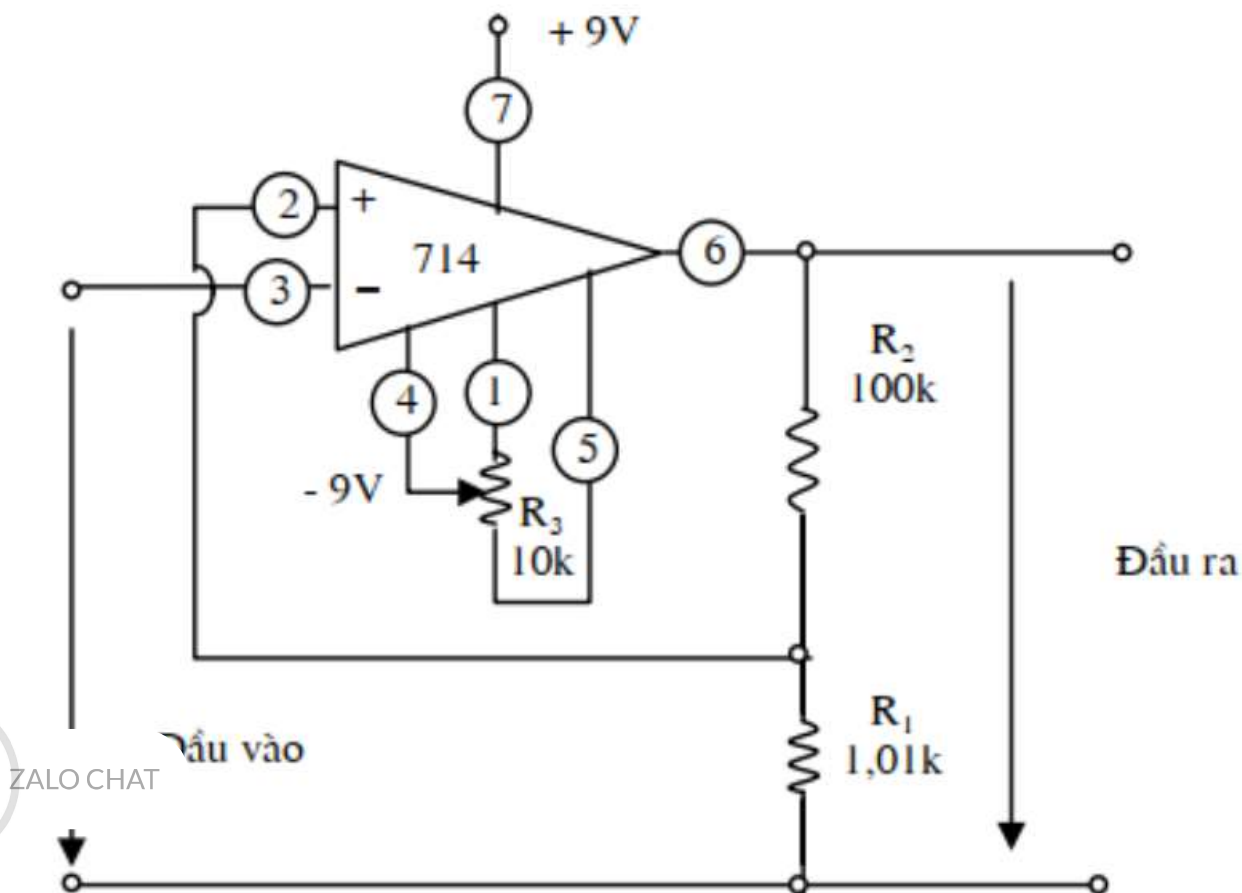 + 9V
7
2
+
714
6
3
−
R₂
100k
4
1
5
- 9V
R₃
10k
Đầu ra
R₁
1,01k
vào
ZALO CHAT